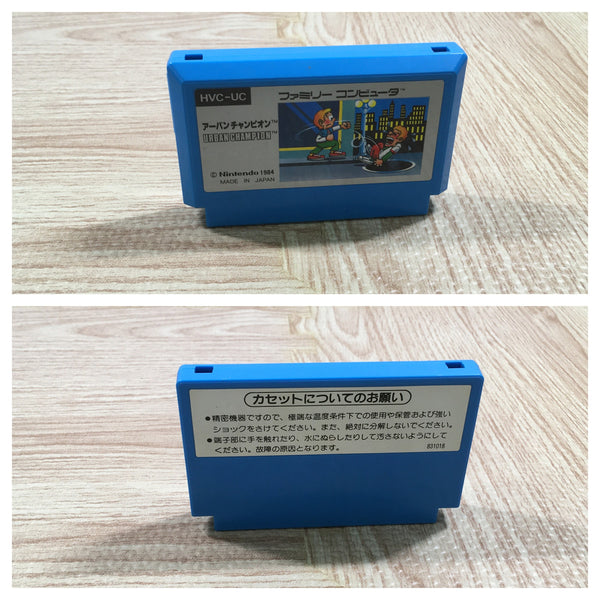 HVC-UC
ファミリー コンピュータ™
アーバンチャンピオン™
URBAN CHAMPION™
© Nintendo 1984
MADE IN JAPAN
カセットについてのお願い
●精密機器ですので、極端な温度条件下での使用や保管および強い
ショックをさけてください。また、絶対に分解しないでください。
●端子部に手を触れたり、水にぬらしたりして汚さないようにして
ください。故障の原因となります。
831018